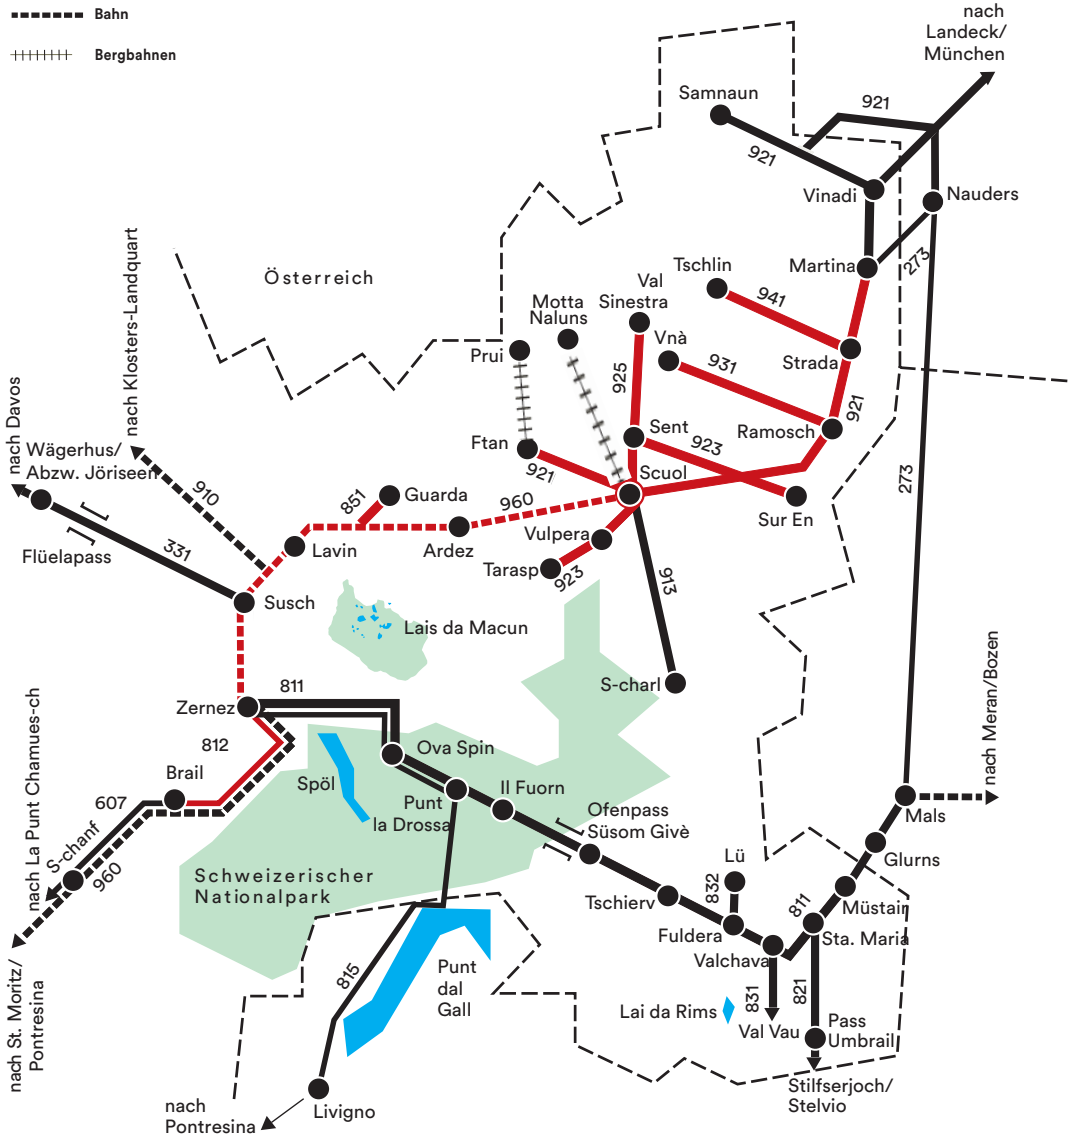 Bahn
Bergbahnen
nach
Landeck/
München
Samnaun
921
921
Vinadi
Nauders
273
Martina
Österreich
Tschlin
941
Val
Sinestra
Motta
Naluns
Vnà
931
Strada
Prui
925
921
Ramosch
nach Klosters-Landquart
nach Davos
Wägerhus/
Abzw. Jöriseen
Ftan
921
Sent
923
Scuol
Sur En
273
910
851
Guarda
960
Ardez
Lavin
Vulpera
Tarasp
923
913
Flüelapass
331
Susch
Lais da Macun
S-charl
811
Zernez
812
Brail
607
S-chanf
960
nach La Punt Chamues-ch
nach St. Moritz/
Pontresina
Ova Spin
Spöl
Punt
la Drossa
Il Fuorn
Ofenpass
Süsom Givè
Schweizerischer
Nationalpark
nach Meran/Bozen
Mals
Glurns
Lü
832
Müstair
811
Tschierv
Fuldera
Sta. Maria
Valchava
831
821
Lai da Rims
Val Vau
Pass
Umbrail
Stilfserjoch/
Stelvio
815
Punt
dal
Gall
Livigno
nach
Pontresina